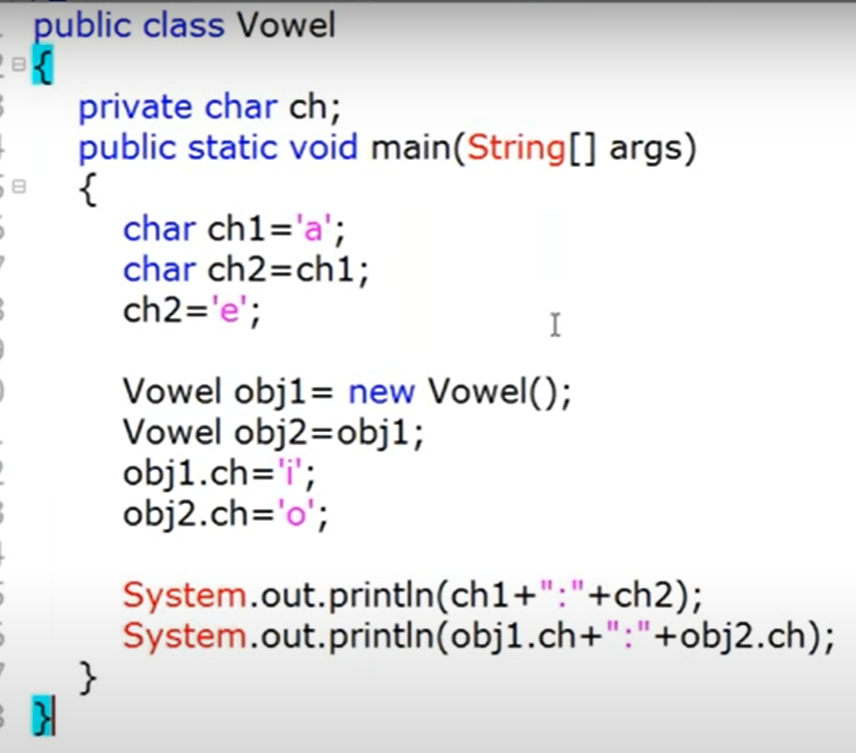 public class Vowel
{
private char ch;
public static void main(String[] args)
{
char ch1='a';
char ch2=ch1;
ch2='e';
Vowel obj1= new Vowel();
Vowel obj2=obj1;
obj1.ch='i';
obj2.ch='o';
System.out.println(ch1+":"+ch2);
System.out.println(obj1.ch+":"+obj2.ch);
}
}